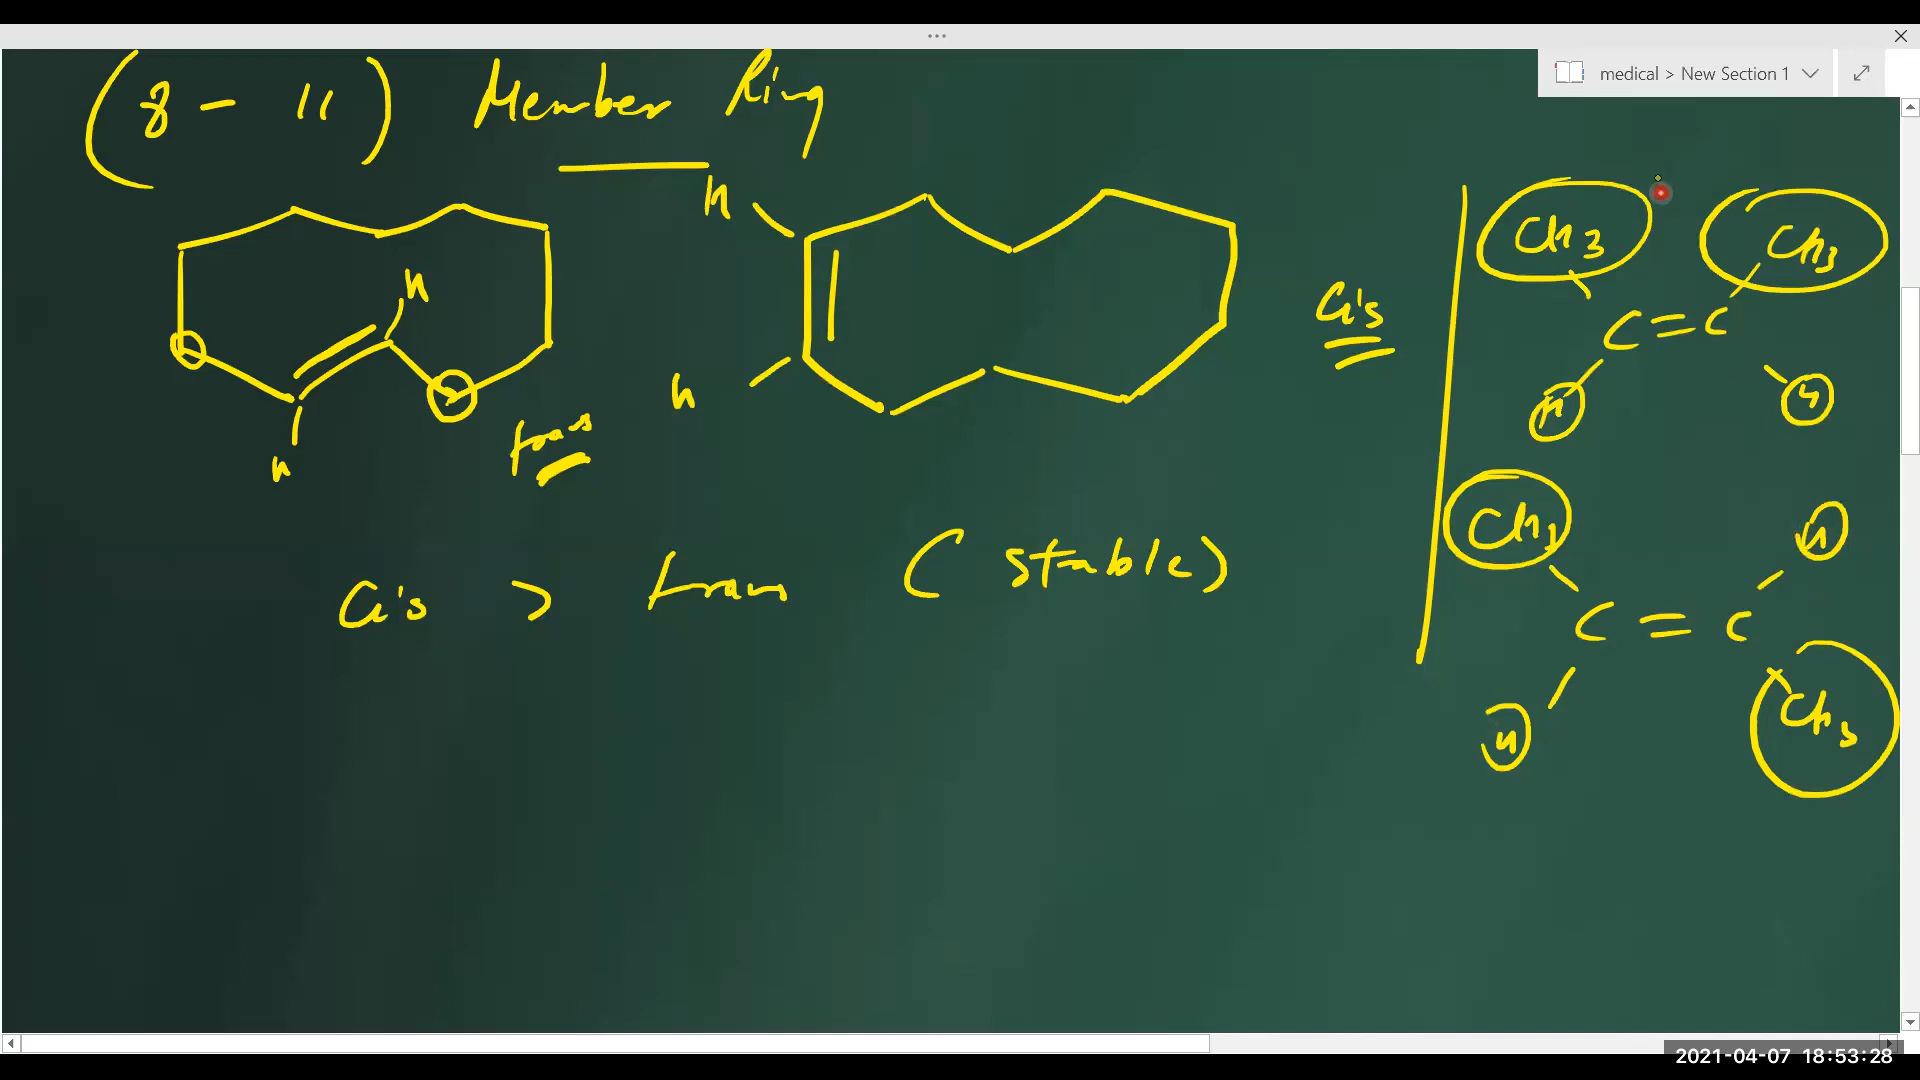 medical > New Section 1
(8 - 11) Member Ring
H
H
H
H
trans
Cis
Cis > trans (stable)
CH3 CH3
C = C
H H
CH3 H
C = C
H CH3
2021-04-07 18:53:28